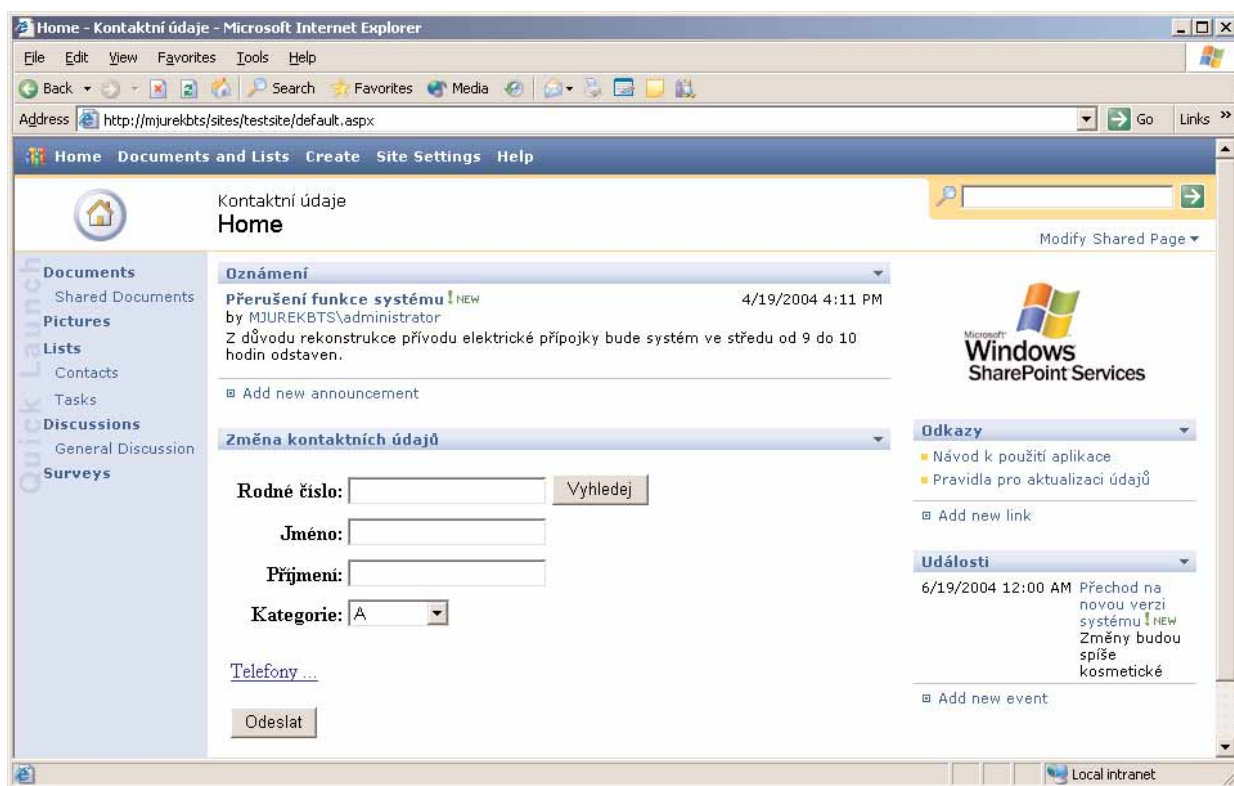 Home - Kontaktní údaje - Microsoft Internet Explorer
File Edit View Favorites Tools Help
Back Search Favorites Media
Address http://mjurekbts/sites/testsite/default.aspx Go Links »
Home Documents and Lists Create Site Settings Help
Kontaktní údaje
Home
Modify Shared Page
Quick Launch
Documents
Shared Documents
Pictures
Lists
Contacts
Tasks
Discussions
General Discussion
Surveys
Oznámení
Přerušení funkce systému ! NEW 4/19/2004 4:11 PM
by MJUREKBTS\administrator
Z důvodu rekonstrukce přívodu elektrické přípojky bude systém ve středu od 9 do 10
hodin odstaven.
Add new announcement
Změna kontaktních údajů
Rodné číslo: Vyhledej
Jméno:
Příjmení:
Kategorie: A
Telefony ...
Odeslat
Microsoft
Windows
SharePoint Services
Odkazy
Návod k použití aplikace
Pravidla pro aktualizaci údajů
Add new link
Události
6/19/2004 12:00 AM Přechod na
novou verzi
systému ! NEW
Změny budou
spíše
kosmetické
Add new event
Local intranet